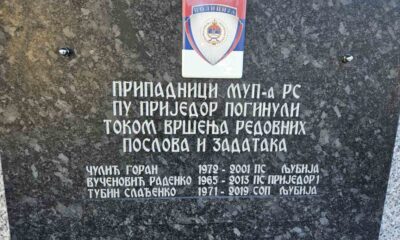 ПОЛИЦИЈА
ПРИПАДНИЦИ МУП-а РС
ПУ ПРИЈЕДОР ПОГИНУЛИ
ТОКОМ ВРШЕЊА РЕДОВНИХ
ПОСЛОВА И ЗАДАТАКА
ЧУЛИЋ ГОРАН 1972 - 2001 ПС ЉУБИЈА
ВУЧЕНОВИЋ РАДЕНКО 1965 - 2013 ПС ПРИЈЕДОР 1
ТУБИН СЛАЂЕНКО 1971 - 2019 СОП ЉУБИЈА